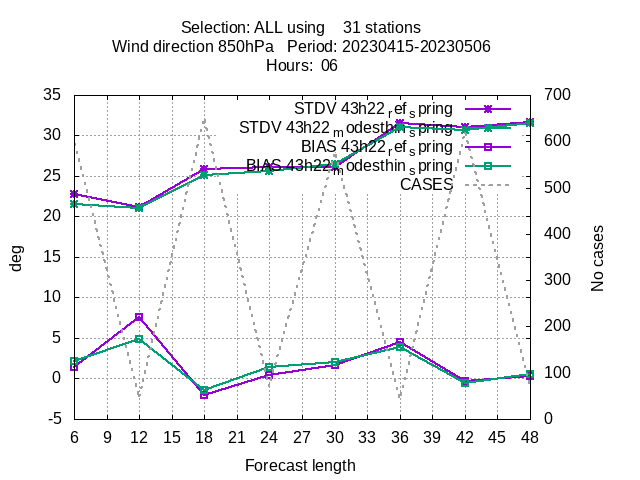 Selection: ALL using    31 stations
Wind direction 850hPa   Period: 20230415-20230506
Hours:  06
35 700
STDV 43h22_ref_spring
STDV 43h22_modesthin_spring
BIAS 43h22_ref_spring
BIAS 43h22_modesthin_spring
CASES
30 600
25 500
20 400
15 300
10 200
5 100
0
-5 0
deg
No cases
6 9 12 15 18 21 24 27 30 33 36 39 42 45 48
Forecast length